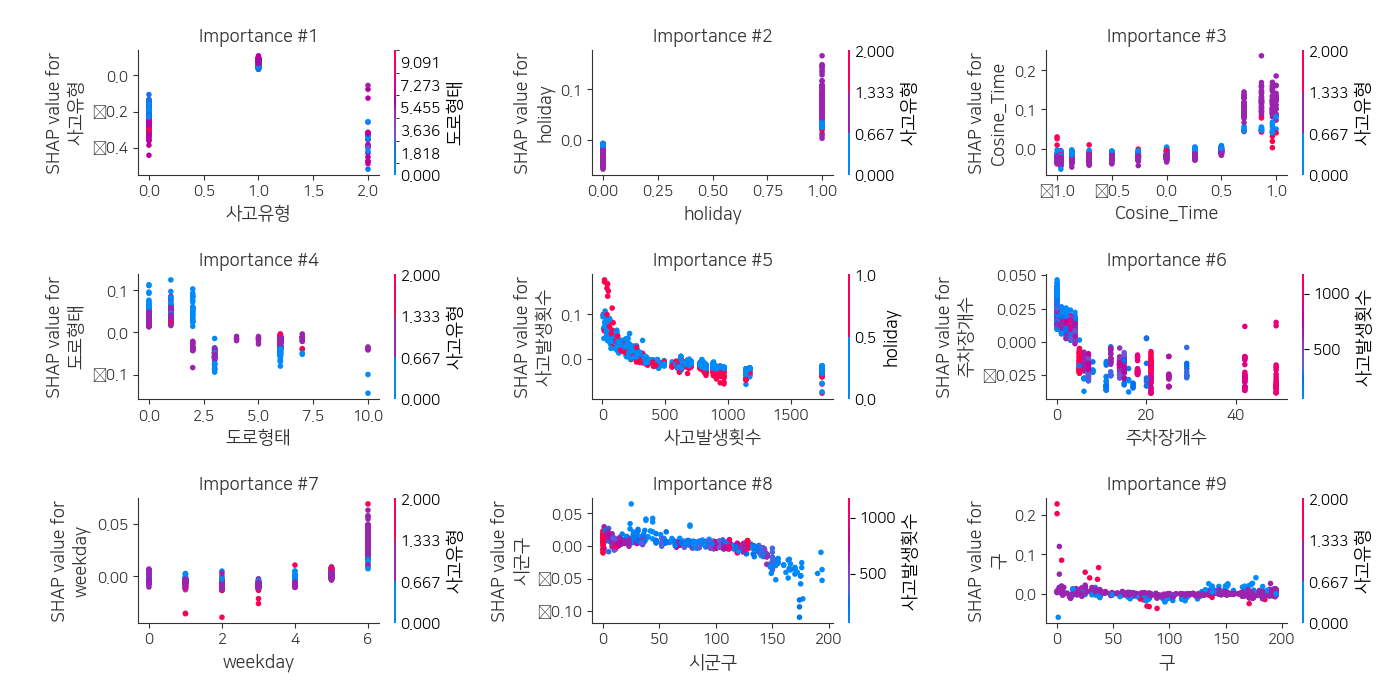 Importance #1
SHAP value for
사고유형
0.0
0.2
0.4
0.0 0.5 1.0 1.5 2.0
사고유형
9.091
7.273
5.455
3.636
1.818
0.000
도로형태
Importance #2
SHAP value for
holiday
0.1
0.0
0.00 0.25 0.50 0.75 1.00
holiday
2.000
1.333
0.667
0.000
사고유형
Importance #3
SHAP value for
Cosine_Time
0.2
0.1
0.0
1.0 0.5 0.0 0.5 1.0
Cosine_Time
2.000
1.333
0.667
0.000
사고유형
Importance #4
SHAP value for
도로형태
0.1
0.0
0.1
0.0 2.5 5.0 7.5 10.0
도로형태
2.000
1.333
0.667
0.000
사고유형
Importance #5
SHAP value for
사고발생횟수
0.1
0.0
0 500 1000 1500
사고발생횟수
1.0
0.5
0.0
holiday
Importance #6
SHAP value for
주차장개수
0.050
0.025
0.000
0.025
0 20 40
주차장개수
1000
500
사고발생횟수
Importance #7
SHAP value for
weekday
0.05
0.00
0 2 4 6
weekday
2.000
1.333
0.667
0.000
사고유형
Importance #8
SHAP value for
시군구
0.05
0.00
0.05
0.10
0 50 100 150 200
시군구
1000
500
사고발생횟수
Importance #9
SHAP value for
구
0.2
0.1
0.0
0 50 100 150 200
구
2.000
1.333
0.667
0.000
사고유형